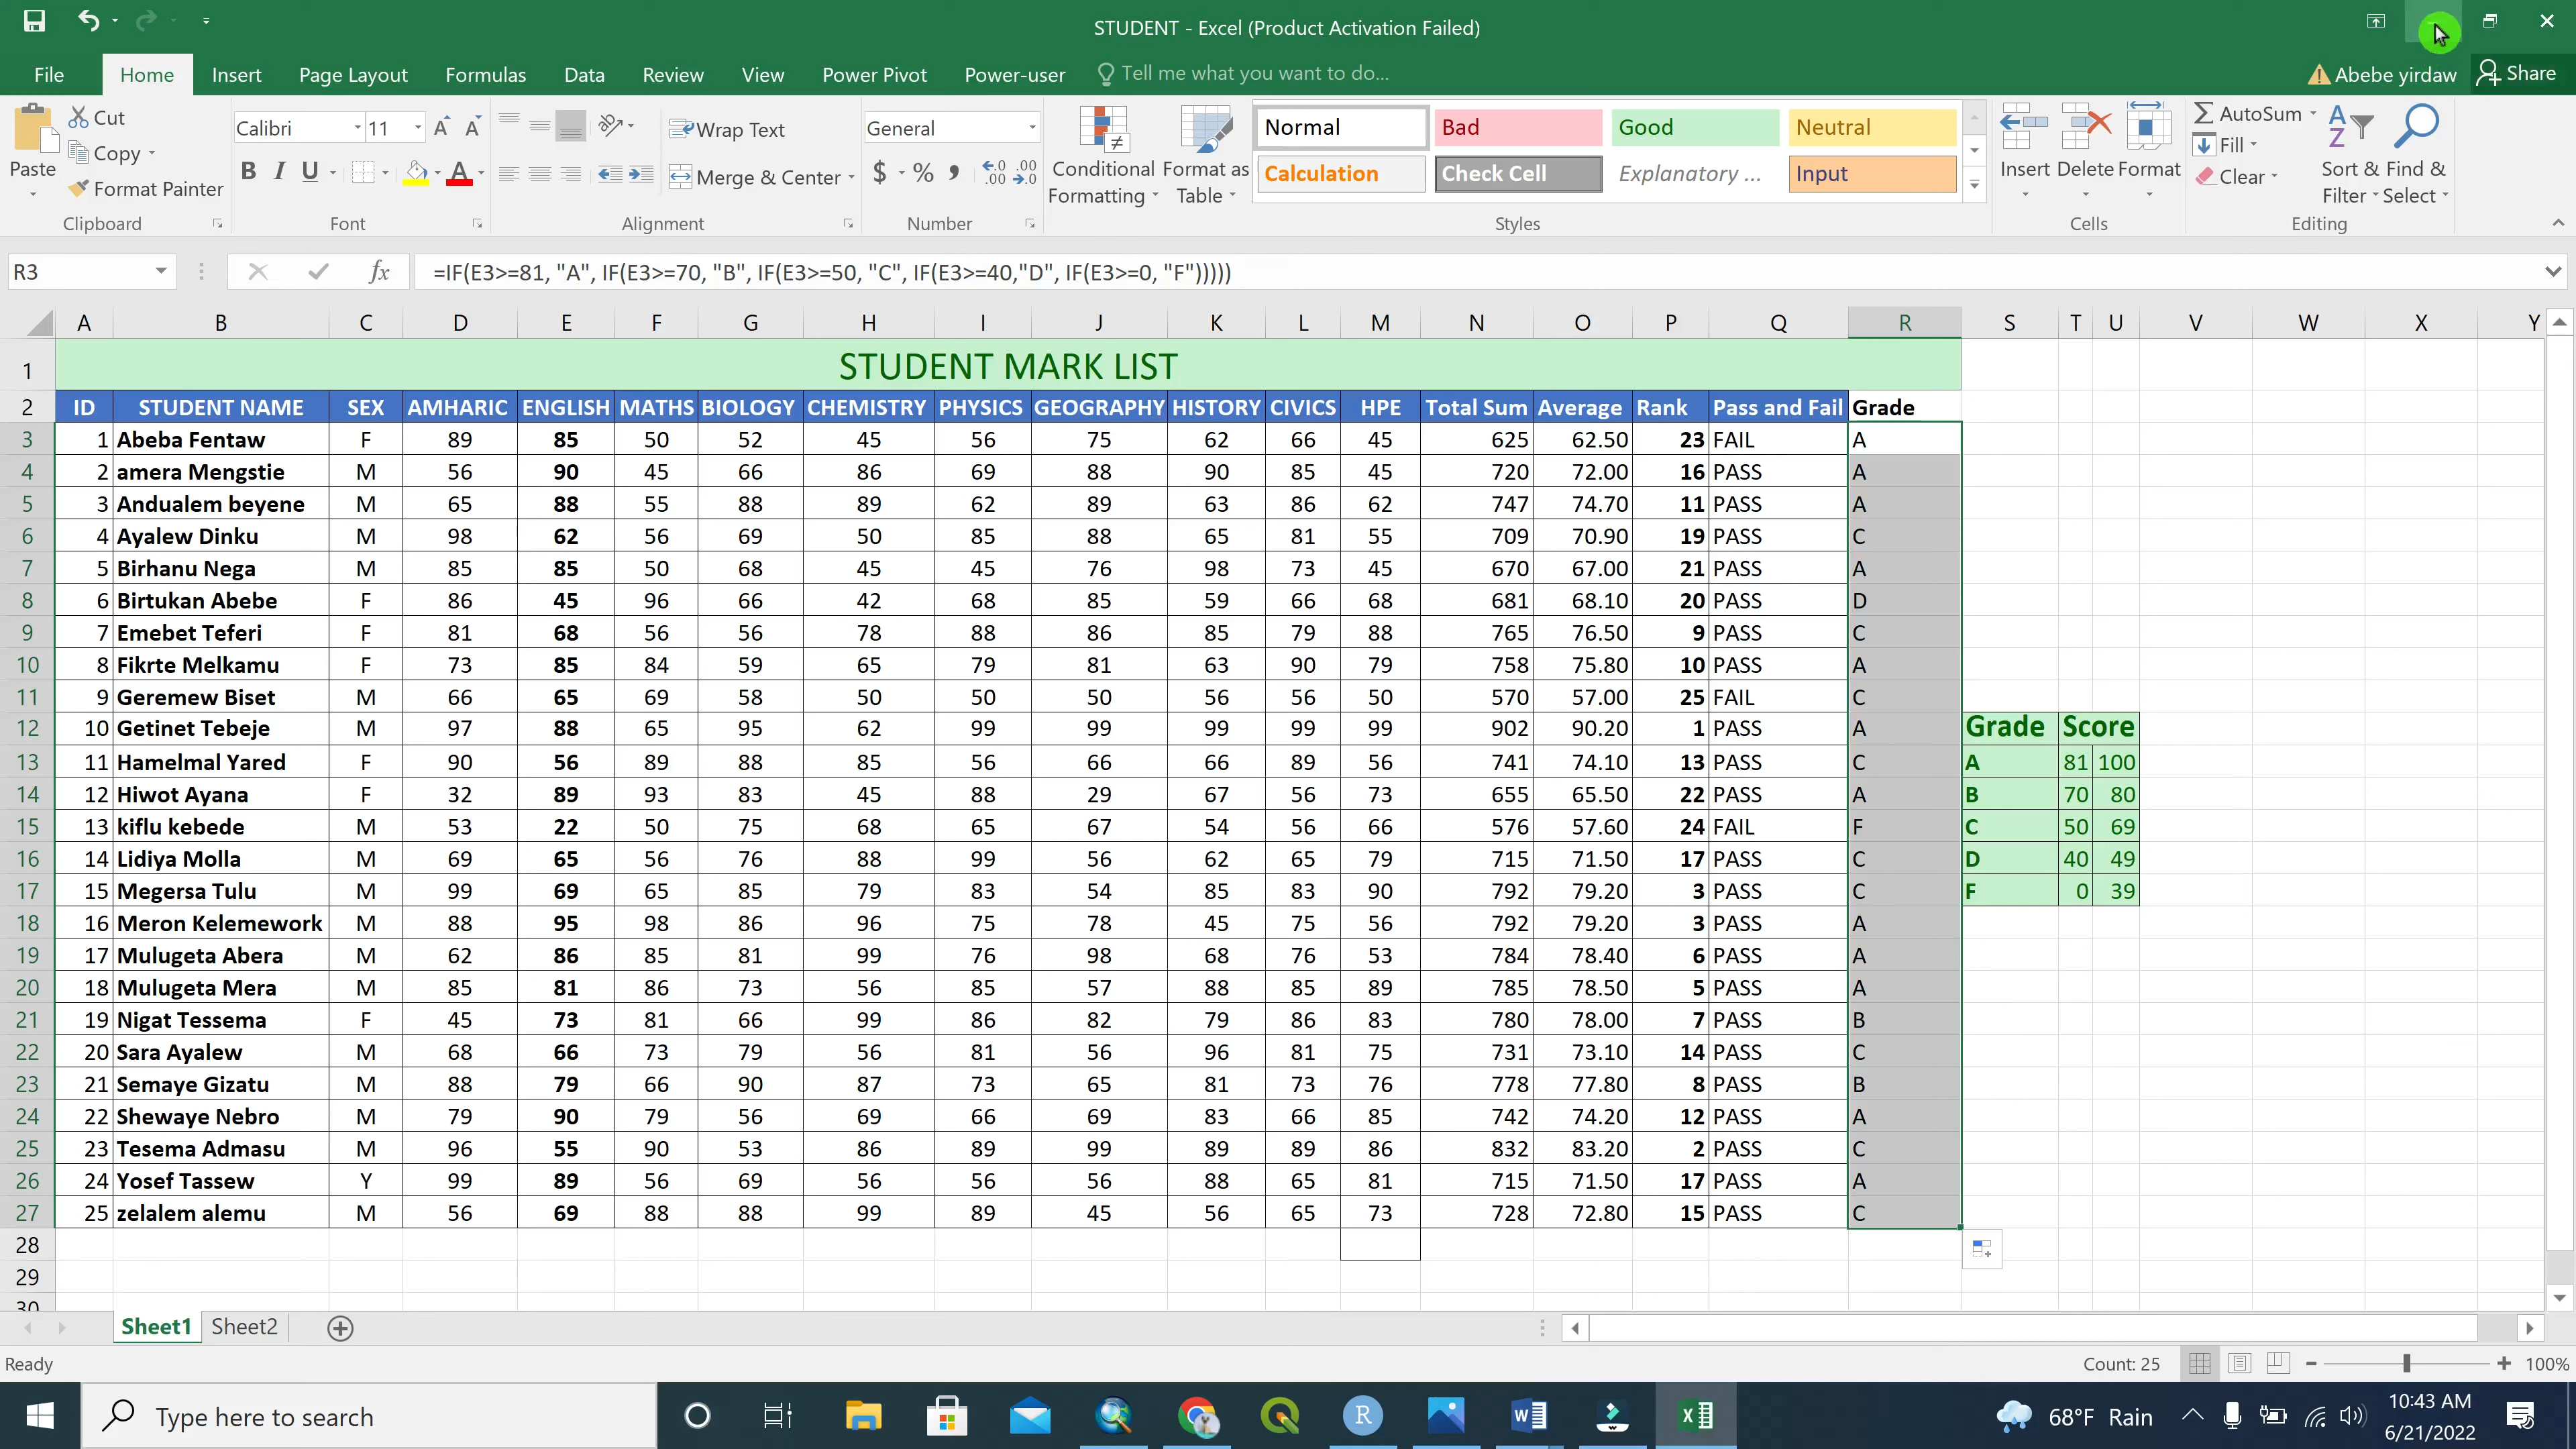 STUDENT - Excel (Product Activation Failed)
File Home Insert Page Layout Formulas Data Review View Power Pivot Power-user Tell me what you want to do... Abebe yirdaw Share
Paste Cut Copy Format Painter Clipboard
Calibri 11 B I U A Font
Wrap Text Merge & Center Alignment
General $ % Number
Conditional Formatting Format as Table
Normal Bad Good Neutral
Calculation Check Cell Explanatory ... Input
Styles
Insert Delete Format Cells
AutoSum Fill Clear Sort & Filter Find & Select Editing
R3 fx =IF(E3>=81, "A", IF(E3>=70, "B", IF(E3>=50, "C", IF(E3>=40,"D", IF(E3>=0, "F")))))
A B C D E F G H I J K L M N O P Q R S T U V W X Y
1 STUDENT MARK LIST
2 ID STUDENT NAME SEX AMHARIC ENGLISH MATHS BIOLOGY CHEMISTRY PHYSICS GEOGRAPHY HISTORY CIVICS HPE Total Sum Average Rank Pass and Fail Grade
3 1 Abeba Fentaw F 89 85 50 52 45 56 75 62 66 45 625 62.50 23 FAIL A
4 2 amera Mengstie M 56 90 45 66 86 69 88 90 85 45 720 72.00 16 PASS A
5 3 Andualem beyene M 65 88 55 88 89 62 89 63 86 62 747 74.70 11 PASS A
6 4 Ayalew Dinku M 98 62 56 69 50 85 88 65 81 55 709 70.90 19 PASS C
7 5 Birhanu Nega M 85 85 50 68 45 45 76 98 73 45 670 67.00 21 PASS A
8 6 Birtukan Abebe F 86 45 96 66 42 68 85 59 66 68 681 68.10 20 PASS D
9 7 Emebet Teferi F 81 68 56 56 78 88 86 85 79 88 765 76.50 9 PASS C
10 8 Fikrte Melkamu F 73 85 84 59 65 79 81 63 90 79 758 75.80 10 PASS A
11 9 Geremew Biset M 66 65 69 58 50 50 50 56 56 50 570 57.00 25 FAIL C
12 10 Getinet Tebeje M 97 88 65 95 62 99 99 99 99 99 902 90.20 1 PASS A Grade Score
13 11 Hamelmal Yared F 90 56 89 88 85 56 66 66 89 56 741 74.10 13 PASS C A 81 100
14 12 Hiwot Ayana F 32 89 93 83 45 88 29 67 56 73 655 65.50 22 PASS A B 70 80
15 13 kiflu kebede M 53 22 50 75 68 65 67 54 56 66 576 57.60 24 FAIL F C 50 69
16 14 Lidiya Molla M 69 65 56 76 88 99 56 62 65 79 715 71.50 17 PASS C D 40 49
17 15 Megersa Tulu M 99 69 65 85 79 83 54 85 83 90 792 79.20 3 PASS C F 0 39
18 16 Meron Kelemework M 88 95 98 86 96 75 78 45 75 56 792 79.20 3 PASS A
19 17 Mulugeta Abera M 62 86 85 81 99 76 98 68 76 53 784 78.40 6 PASS A
20 18 Mulugeta Mera M 85 81 86 73 56 85 57 88 85 89 785 78.50 5 PASS A
21 19 Nigat Tessema F 45 73 81 66 99 86 82 79 86 83 780 78.00 7 PASS B
22 20 Sara Ayalew M 68 66 73 79 56 81 56 96 81 75 731 73.10 14 PASS C
23 21 Semaye Gizatu M 88 79 66 90 87 73 65 81 73 76 778 77.80 8 PASS B
24 22 Shewaye Nebro M 79 90 79 56 69 66 69 83 66 85 742 74.20 12 PASS A
25 23 Tesema Admasu M 96 55 90 53 86 89 99 89 89 86 832 83.20 2 PASS C
26 24 Yosef Tassew Y 99 89 56 69 56 56 56 88 65 81 715 71.50 17 PASS A
27 25 zelalem alemu M 56 69 88 88 99 89 45 56 65 73 728 72.80 15 PASS C
28
29
30
Sheet1 Sheet2
Ready Count: 25 100%
Type here to search 68°F Rain 10:43 AM
6/21/2022